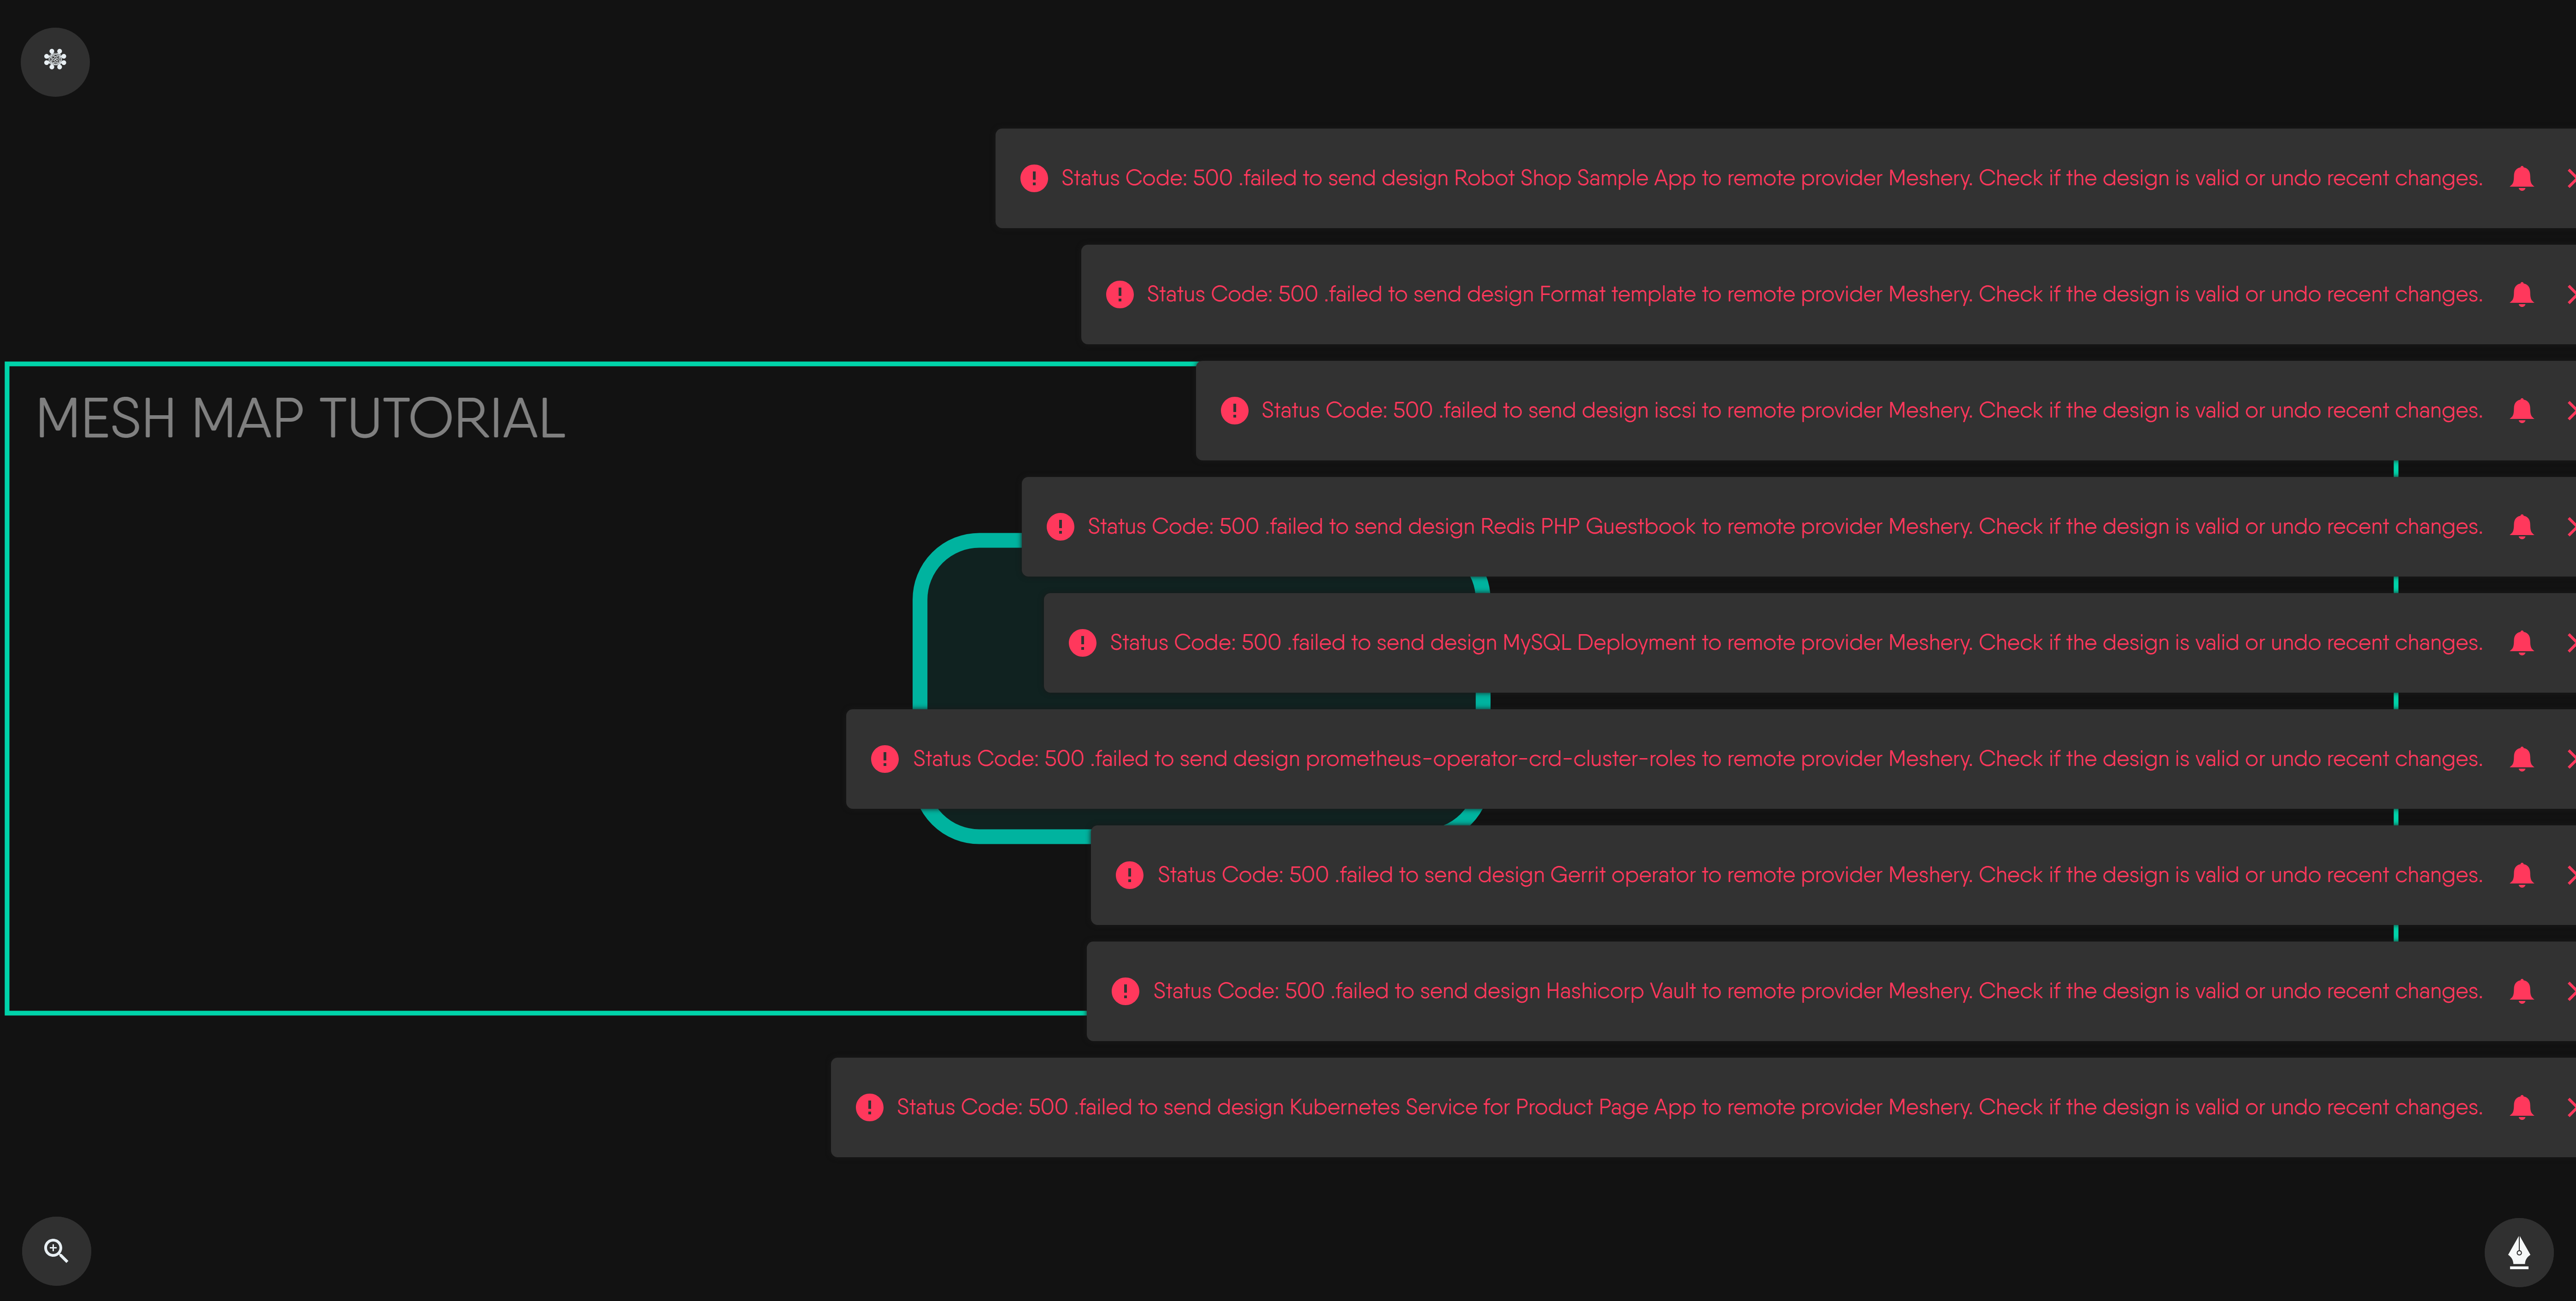 Status Code: 500 .failed to send design Robot Shop Sample App to remote provider Meshery. Check if the design is valid or undo recent changes.
Status Code: 500 .failed to send design Format template to remote provider Meshery. Check if the design is valid or undo recent changes.
MESH MAP TUTORIAL
Status Code: 500 .failed to send design iscsi to remote provider Meshery. Check if the design is valid or undo recent changes.
Status Code: 500 .failed to send design Redis PHP Guestbook to remote provider Meshery. Check if the design is valid or undo recent changes.
Status Code: 500 .failed to send design MySQL Deployment to remote provider Meshery. Check if the design is valid or undo recent changes.
Status Code: 500 .failed to send design prometheus-operator-crd-cluster-roles to remote provider Meshery. Check if the design is valid or undo recent changes.
Status Code: 500 .failed to send design Gerrit operator to remote provider Meshery. Check if the design is valid or undo recent changes.
Status Code: 500 .failed to send design Hashicorp Vault to remote provider Meshery. Check if the design is valid or undo recent changes.
Status Code: 500 .failed to send design Kubernetes Service for Product Page App to remote provider Meshery. Check if the design is valid or undo recent changes.